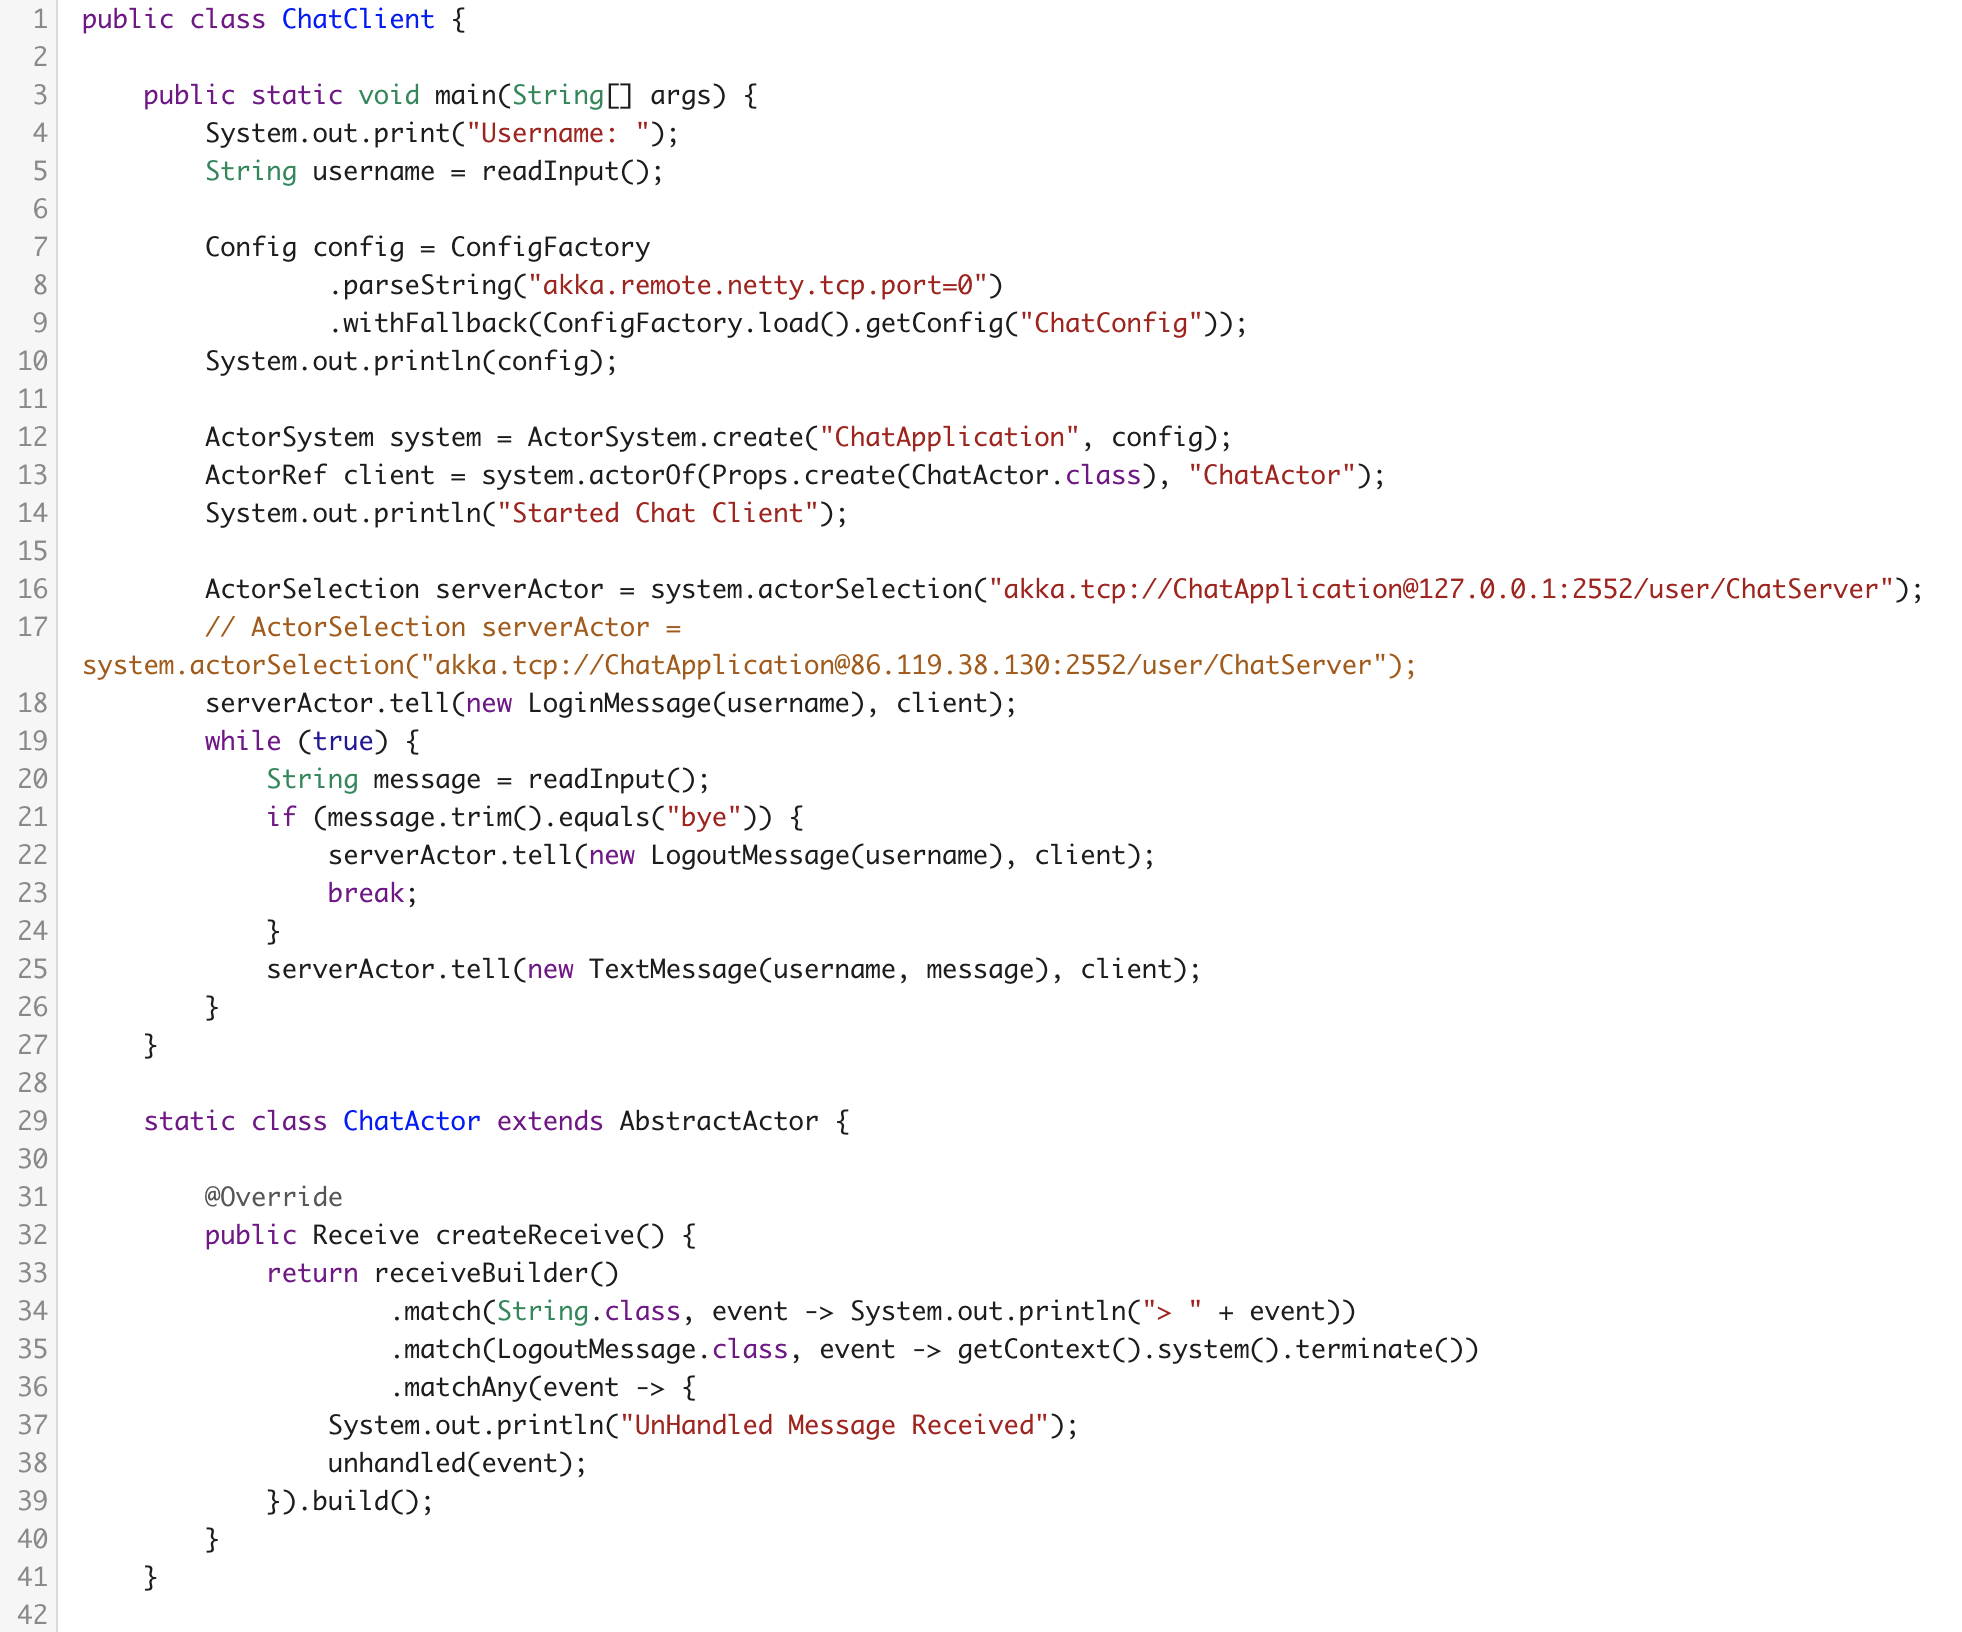 1 public class ChatClient {
2
3     public static void main(String[] args) {
4         System.out.print("Username: ");
5         String username = readInput();
6
7         Config config = ConfigFactory
8                 .parseString("akka.remote.netty.tcp.port=0")
9                 .withFallback(ConfigFactory.load().getConfig("ChatConfig"));
10         System.out.println(config);
11
12         ActorSystem system = ActorSystem.create("ChatApplication", config);
13         ActorRef client = system.actorOf(Props.create(ChatActor.class), "ChatActor");
14         System.out.println("Started Chat Client");
15
16         ActorSelection serverActor = system.actorSelection("akka.tcp://ChatApplication@127.0.0.1:2552/user/ChatServer");
17         // ActorSelection serverActor =
system.actorSelection("akka.tcp://ChatApplication@86.119.38.130:2552/user/ChatServer");
18         serverActor.tell(new LoginMessage(username), client);
19         while (true) {
20             String message = readInput();
21             if (message.trim().equals("bye")) {
22                 serverActor.tell(new LogoutMessage(username), client);
23                 break;
24             }
25             serverActor.tell(new TextMessage(username, message), client);
26         }
27     }
28
29     static class ChatActor extends AbstractActor {
30
31         @Override
32         public Receive createReceive() {
33             return receiveBuilder()
34                     .match(String.class, event -> System.out.println("> " + event))
35                     .match(LogoutMessage.class, event -> getContext().system().terminate())
36                     .matchAny(event -> {
37                 System.out.println("UnHandled Message Received");
38                 unhandled(event);
39             }).build();
40         }
41     }
42